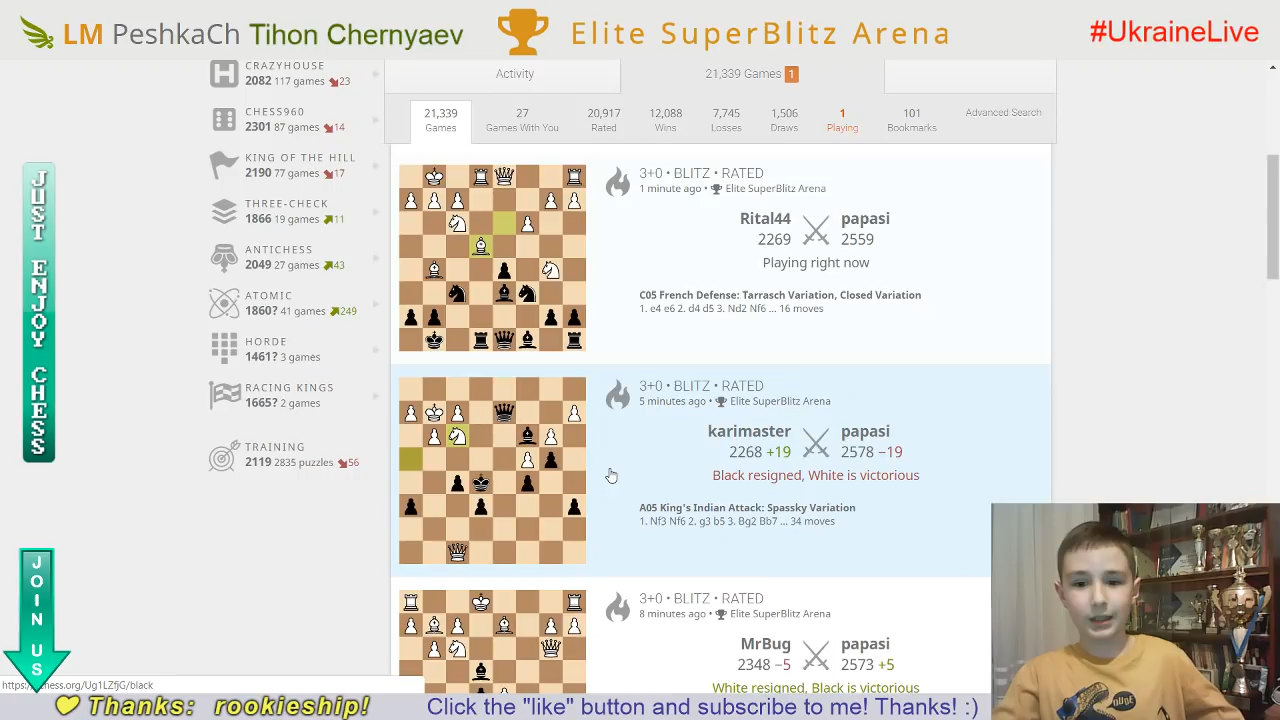 LM PeshkaCh Tihon Chernyaev
Elite SuperBlitz Arena
#UkraineLive
CRAZYHOUSE
2082 117 games 23
CHESS960
2301 87 games 14
KING OF THE HILL
2190 77 games 17
THREE-CHECK
1866 19 games 11
ANTICHESS
2049 27 games 43
ATOMIC
1860? 41 games 249
HORDE
1461? 3 games
RACING KINGS
1665? 2 games
TRAINING
2119 2835 puzzles 56
Activity
21,339 Games 1
21,339 Games
27 Games With You
20,917 Rated
12,088 Wins
7,745 Losses
1,506 Draws
1 Playing
101 Bookmarks
Advanced Search
3+0 • BLITZ • RATED
1 minute ago • Elite SuperBlitz Arena
Rital44 papasi
2269 2559
Playing right now
C05 French Defense: Tarrasch Variation, Closed Variation
1. e4 e6 2. d4 d5 3. Nd2 Nf6 ... 16 moves
3+0 • BLITZ • RATED
5 minutes ago • Elite SuperBlitz Arena
karimaster papasi
2268 +19 2578 −19
Black resigned, White is victorious
A05 King's Indian Attack: Spassky Variation
1. Nf3 Nf6 2. g3 b5 3. Bg2 Bb7 ... 34 moves
3+0 • BLITZ • RATED
8 minutes ago • Elite SuperBlitz Arena
MrBug papasi
2348 −5 2573 +5
White resigned, Black is victorious
JUST ENJOY CHESS
JOIN US
Thanks: rookieship!
Click the "like" button and subscribe to me! Thanks! :)